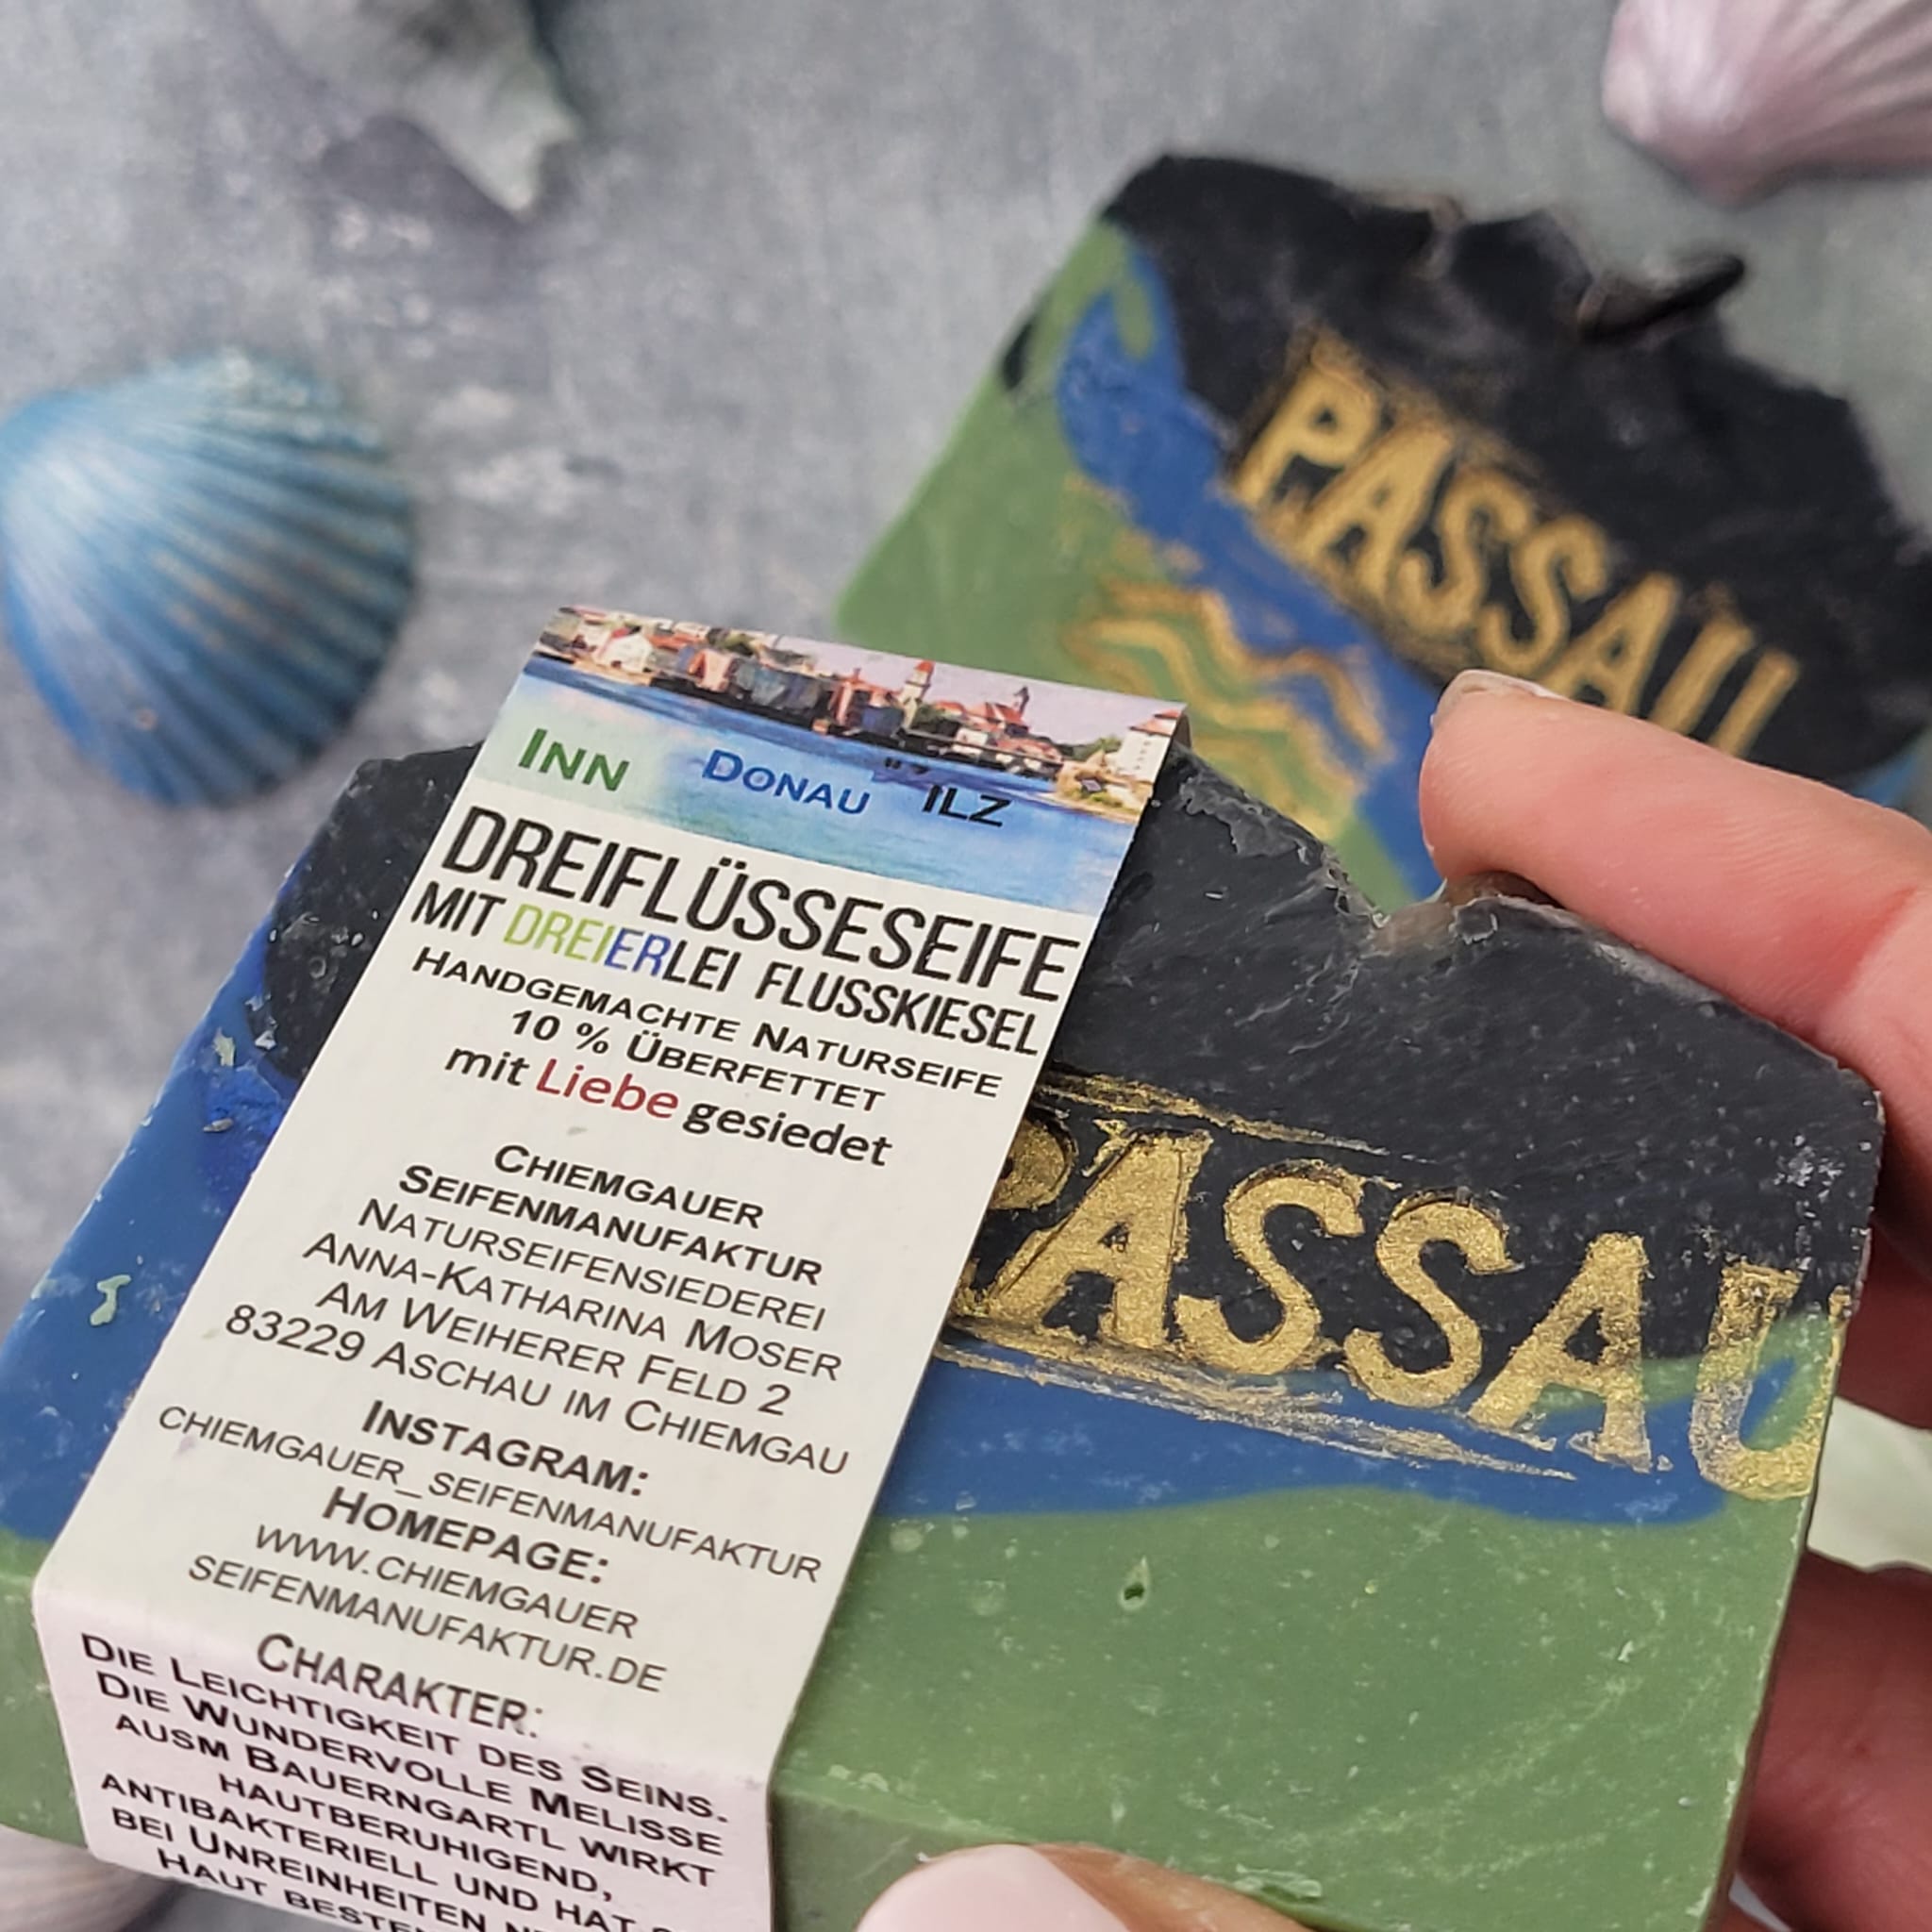 PASSAU
INN DONAU ILZ
DREIFLÜSSESEIFE
MIT DREIERLEI FLUSSKIESEL
HANDGEMACHTE NATURSEIFE
10 % ÜBERFETTET
mit Liebe gesiedet
CHIEMGAUER
SEIFENMANUFAKTUR
NATURSEIFENSIEDEREI
ANNA-KATHARINA MOSER
AM WEIHERER FELD 2
83229 ASCHAU IM CHIEMGAU
INSTAGRAM:
CHIEMGAUER_SEIFENMANUFAKTUR
HOMEPAGE:
WWW.CHIEMGAUER
SEIFENMANUFAKTUR.DE
CHARAKTER:
DIE LEICHTIGKEIT DES SEINS.
DIE WUNDERVOLLE MELISSE
AUSM BAUERNGARTL WIRKT
HAUTBERUHIGEND,
ANTIBAKTERIELL UND HAT
BEI UNREINHEITEN
HAUT
PASSAU